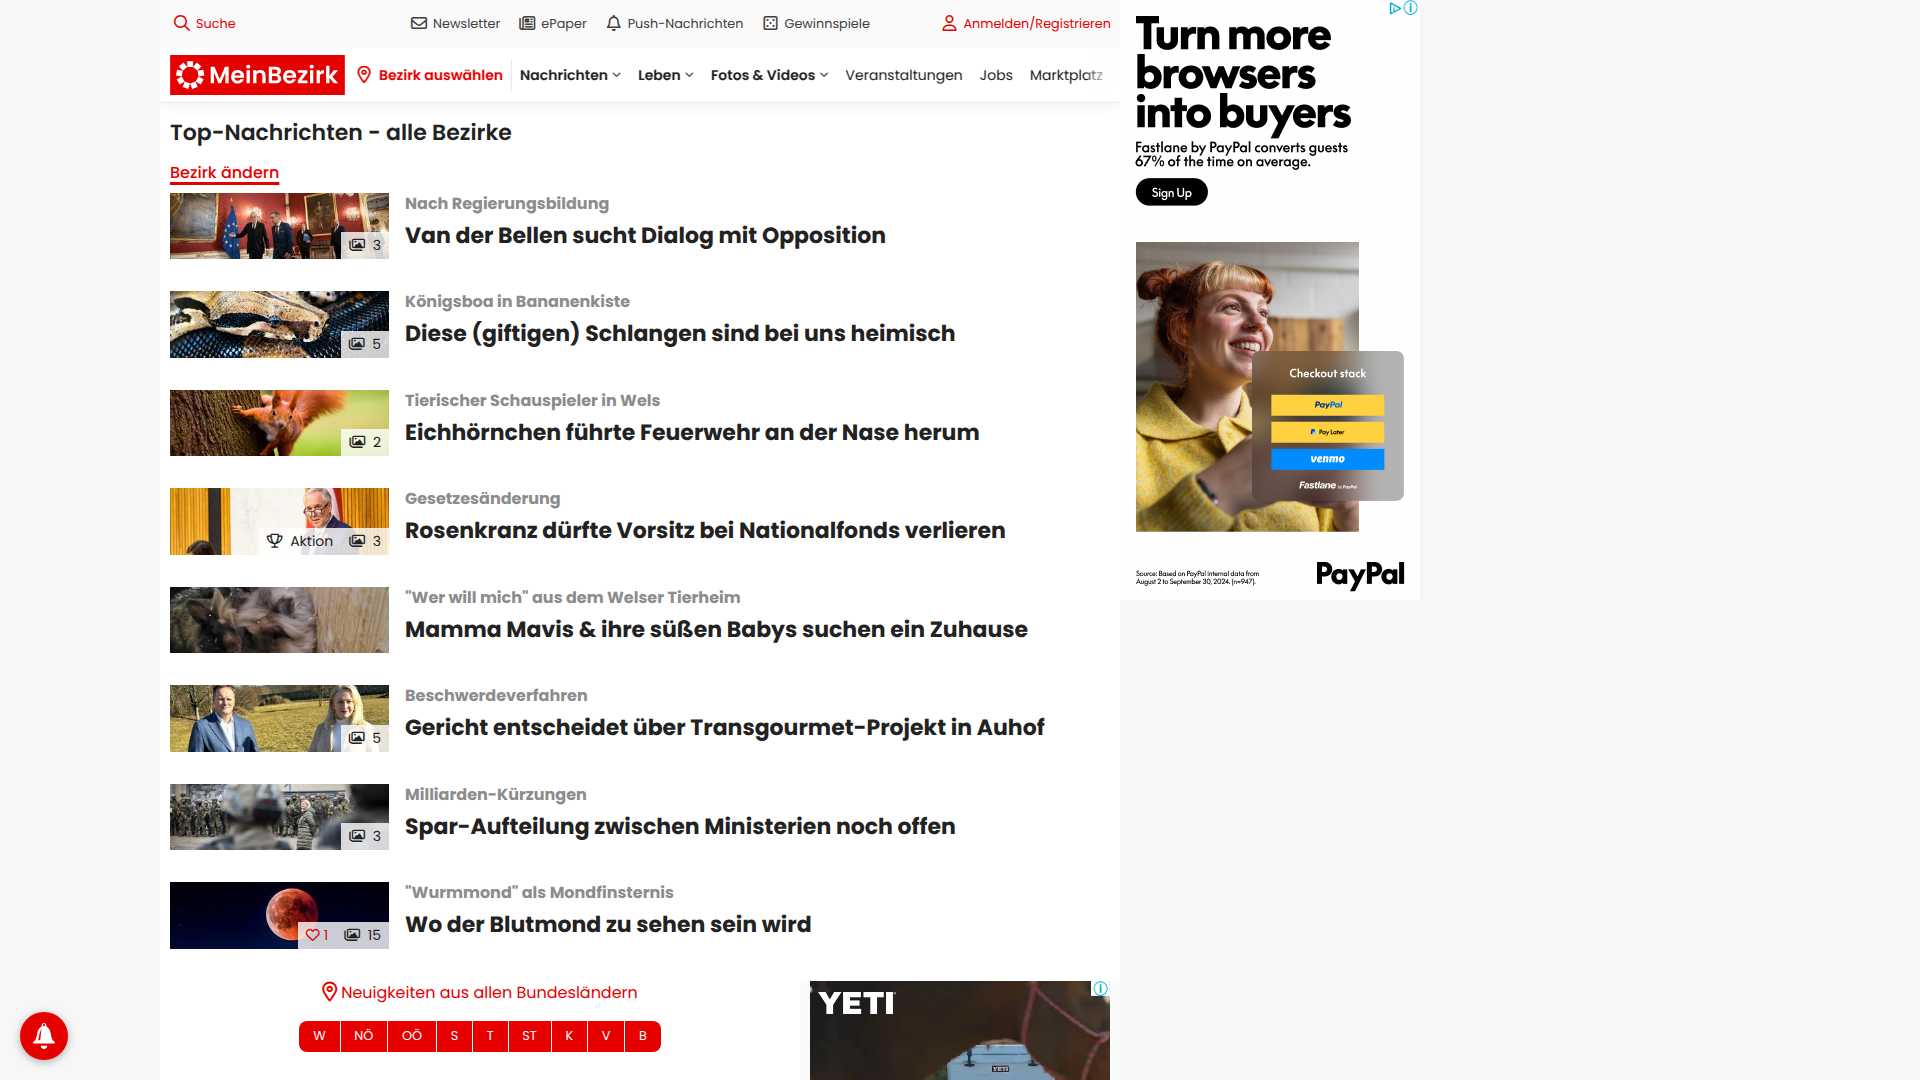 Suche
Newsletter
ePaper
Push-Nachrichten
Gewinnspiele
Anmelden/Registrieren
MeinBezirk
Bezirk auswählen
Nachrichten
Leben
Fotos & Videos
Veranstaltungen
Jobs
Marktplatz
Top-Nachrichten - alle Bezirke
Bezirk ändern
3
Nach Regierungsbildung
Van der Bellen sucht Dialog mit Opposition
5
Königsboa in Bananenkiste
Diese (giftigen) Schlangen sind bei uns heimisch
2
Tierischer Schauspieler in Wels
Eichhörnchen führte Feuerwehr an der Nase herum
Aktion 3
Gesetzesänderung
Rosenkranz dürfte Vorsitz bei Nationalfonds verlieren
"Wer will mich" aus dem Welser Tierheim
Mamma Mavis & ihre süßen Babys suchen ein Zuhause
5
Beschwerdeverfahren
Gericht entscheidet über Transgourmet-Projekt in Auhof
3
Milliarden-Kürzungen
Spar-Aufteilung zwischen Ministerien noch offen
1 15
"Wurmmond" als Mondfinsternis
Wo der Blutmond zu sehen sein wird
Neuigkeiten aus allen Bundesländern
W NÖ OÖ S T ST K V B
YETI
YETI
Turn more
browsers
into buyers
Fastlane by PayPal converts guests
67% of the time on average.
Sign Up
Checkout stack
PayPal
Pay Later
venmo
Fastlane by PayPal
Source: Based on PayPal internal data from
August 2 to September 30, 2024. (n=947).
PayPal